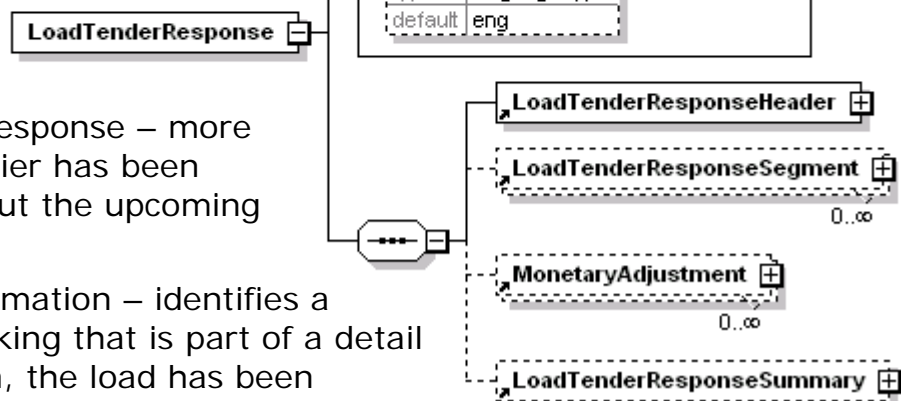 default eng
LoadTenderResponse
LoadTenderResponseHeader
esponse – more
ier has been
LoadTenderResponseSegment
ut the upcoming
0..∞
MonetaryAdjustment
mation – identifies a
0..∞
king that is part of a detail
, the load has been
LoadTenderResponseSummary